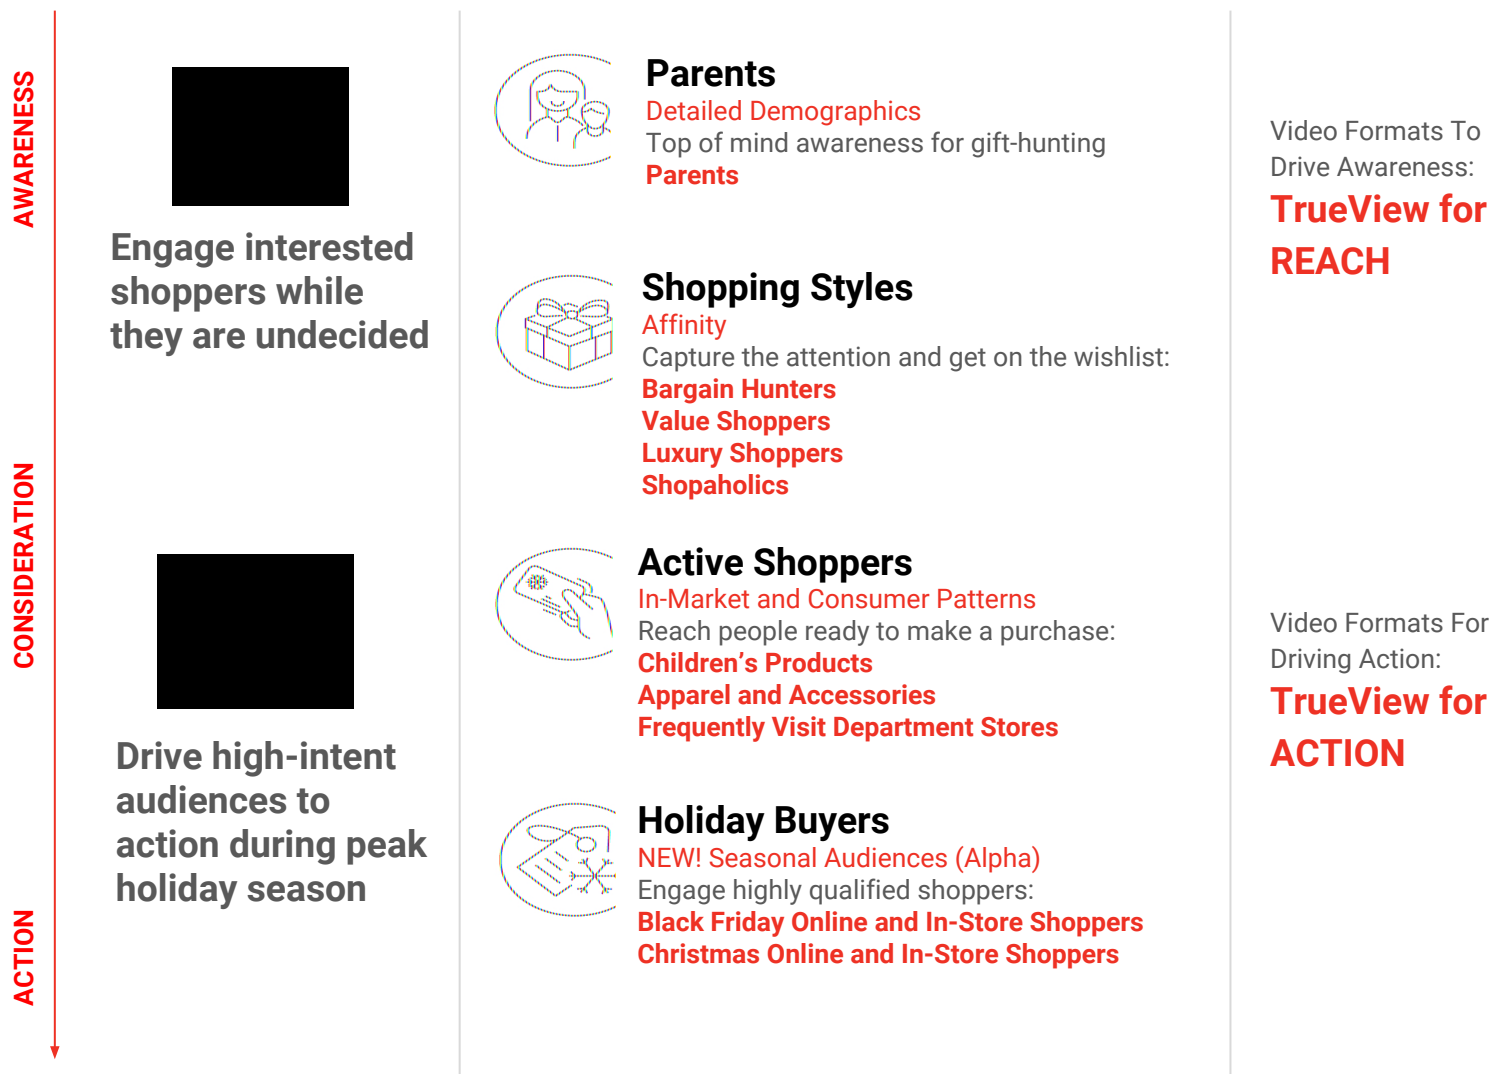 AWARENESS
Engage interested
shoppers while
they are undecided
CONSIDERATION
Drive high-intent
audiences to
action during peak
holiday season
ACTION
Parents
Detailed Demographics
Top of mind awareness for gift-hunting
Parents
Shopping Styles
Affinity
Capture the attention and get on the wishlist:
Bargain Hunters
Value Shoppers
Luxury Shoppers
Shopaholics
Active Shoppers
In-Market and Consumer Patterns
Reach people ready to make a purchase:
Children’s Products
Apparel and Accessories
Frequently Visit Department Stores
Holiday Buyers
NEW! Seasonal Audiences (Alpha)
Engage highly qualified shoppers:
Black Friday Online and In-Store Shoppers
Christmas Online and In-Store Shoppers
Video Formats To
Drive Awareness:
TrueView for
REACH
Video Formats For
Driving Action:
TrueView for
ACTION